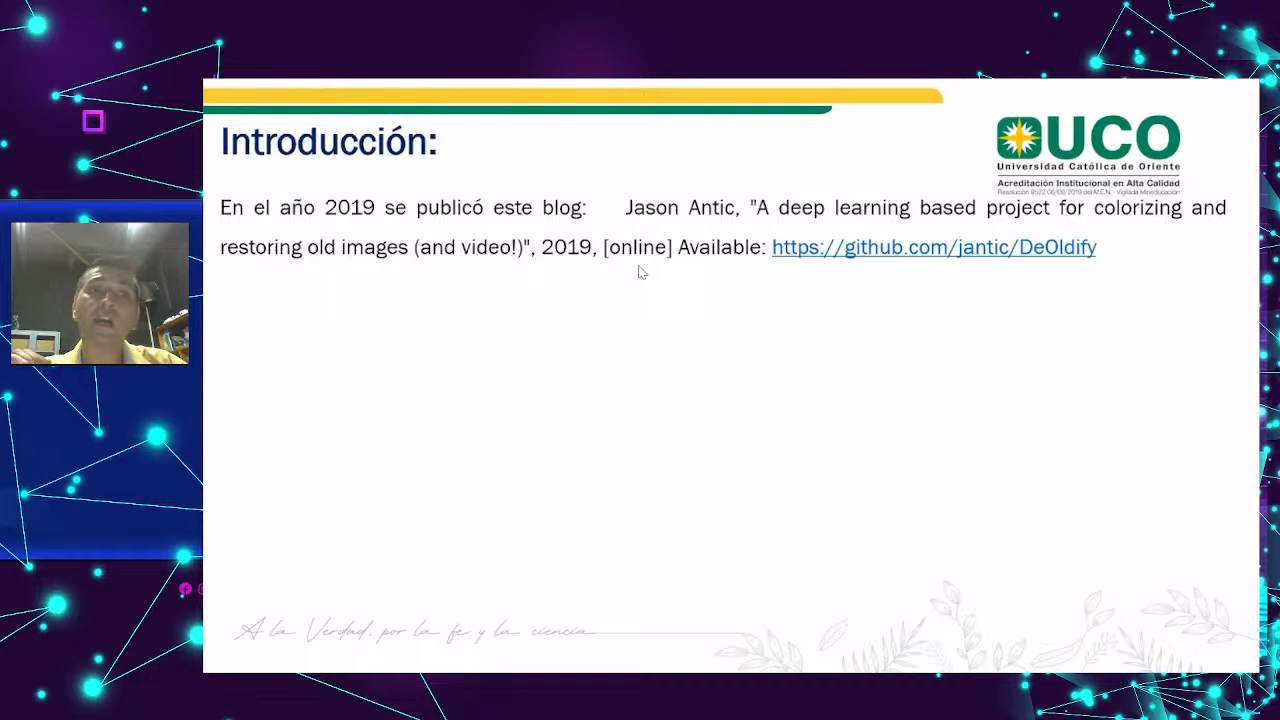 Introducción:
UCO
Universidad Católica de Oriente
Acreditación Institucional en Alta Calidad
En el año 2019 se publicó este blog: Jason Antic, "A deep learning based project for colorizing and
restoring old images (and video!)", 2019, [online] Available: https://github.com/jantic/DeOldify
A la Verdad por la fe y la ciencia